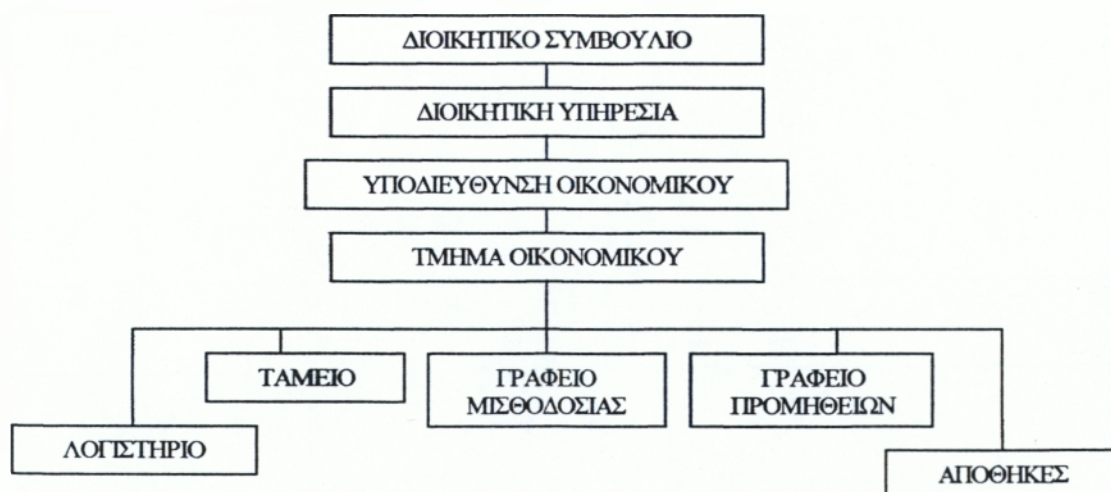 ΔΙΟΙΚΗΤΙΚΟ ΣΥΜΒΟΥΛΙΟ
ΔΙΟΙΚΗΤΙΚΗ ΥΠΗΡΕΣΙΑ
ΥΠΟΔΙΕΥΘΥΝΣΗ ΟΙΚΟΝΟΜΙΚΟΥ
ΤΜΗΜΑ ΟΙΚΟΝΟΜΙΚΟΥ
ΤΑΜΕΙΟ
ΓΡΑΦΕΙΟ
ΜΙΣΘΟΔΟΣΙΑΣ
ΓΡΑΦΕΙΟ
ΠΡΟΜΗΘΕΙΩΝ
ΛΟΓΙΣΤΗΡΙΟ
ΑΠΟΘΗΚΕΣ